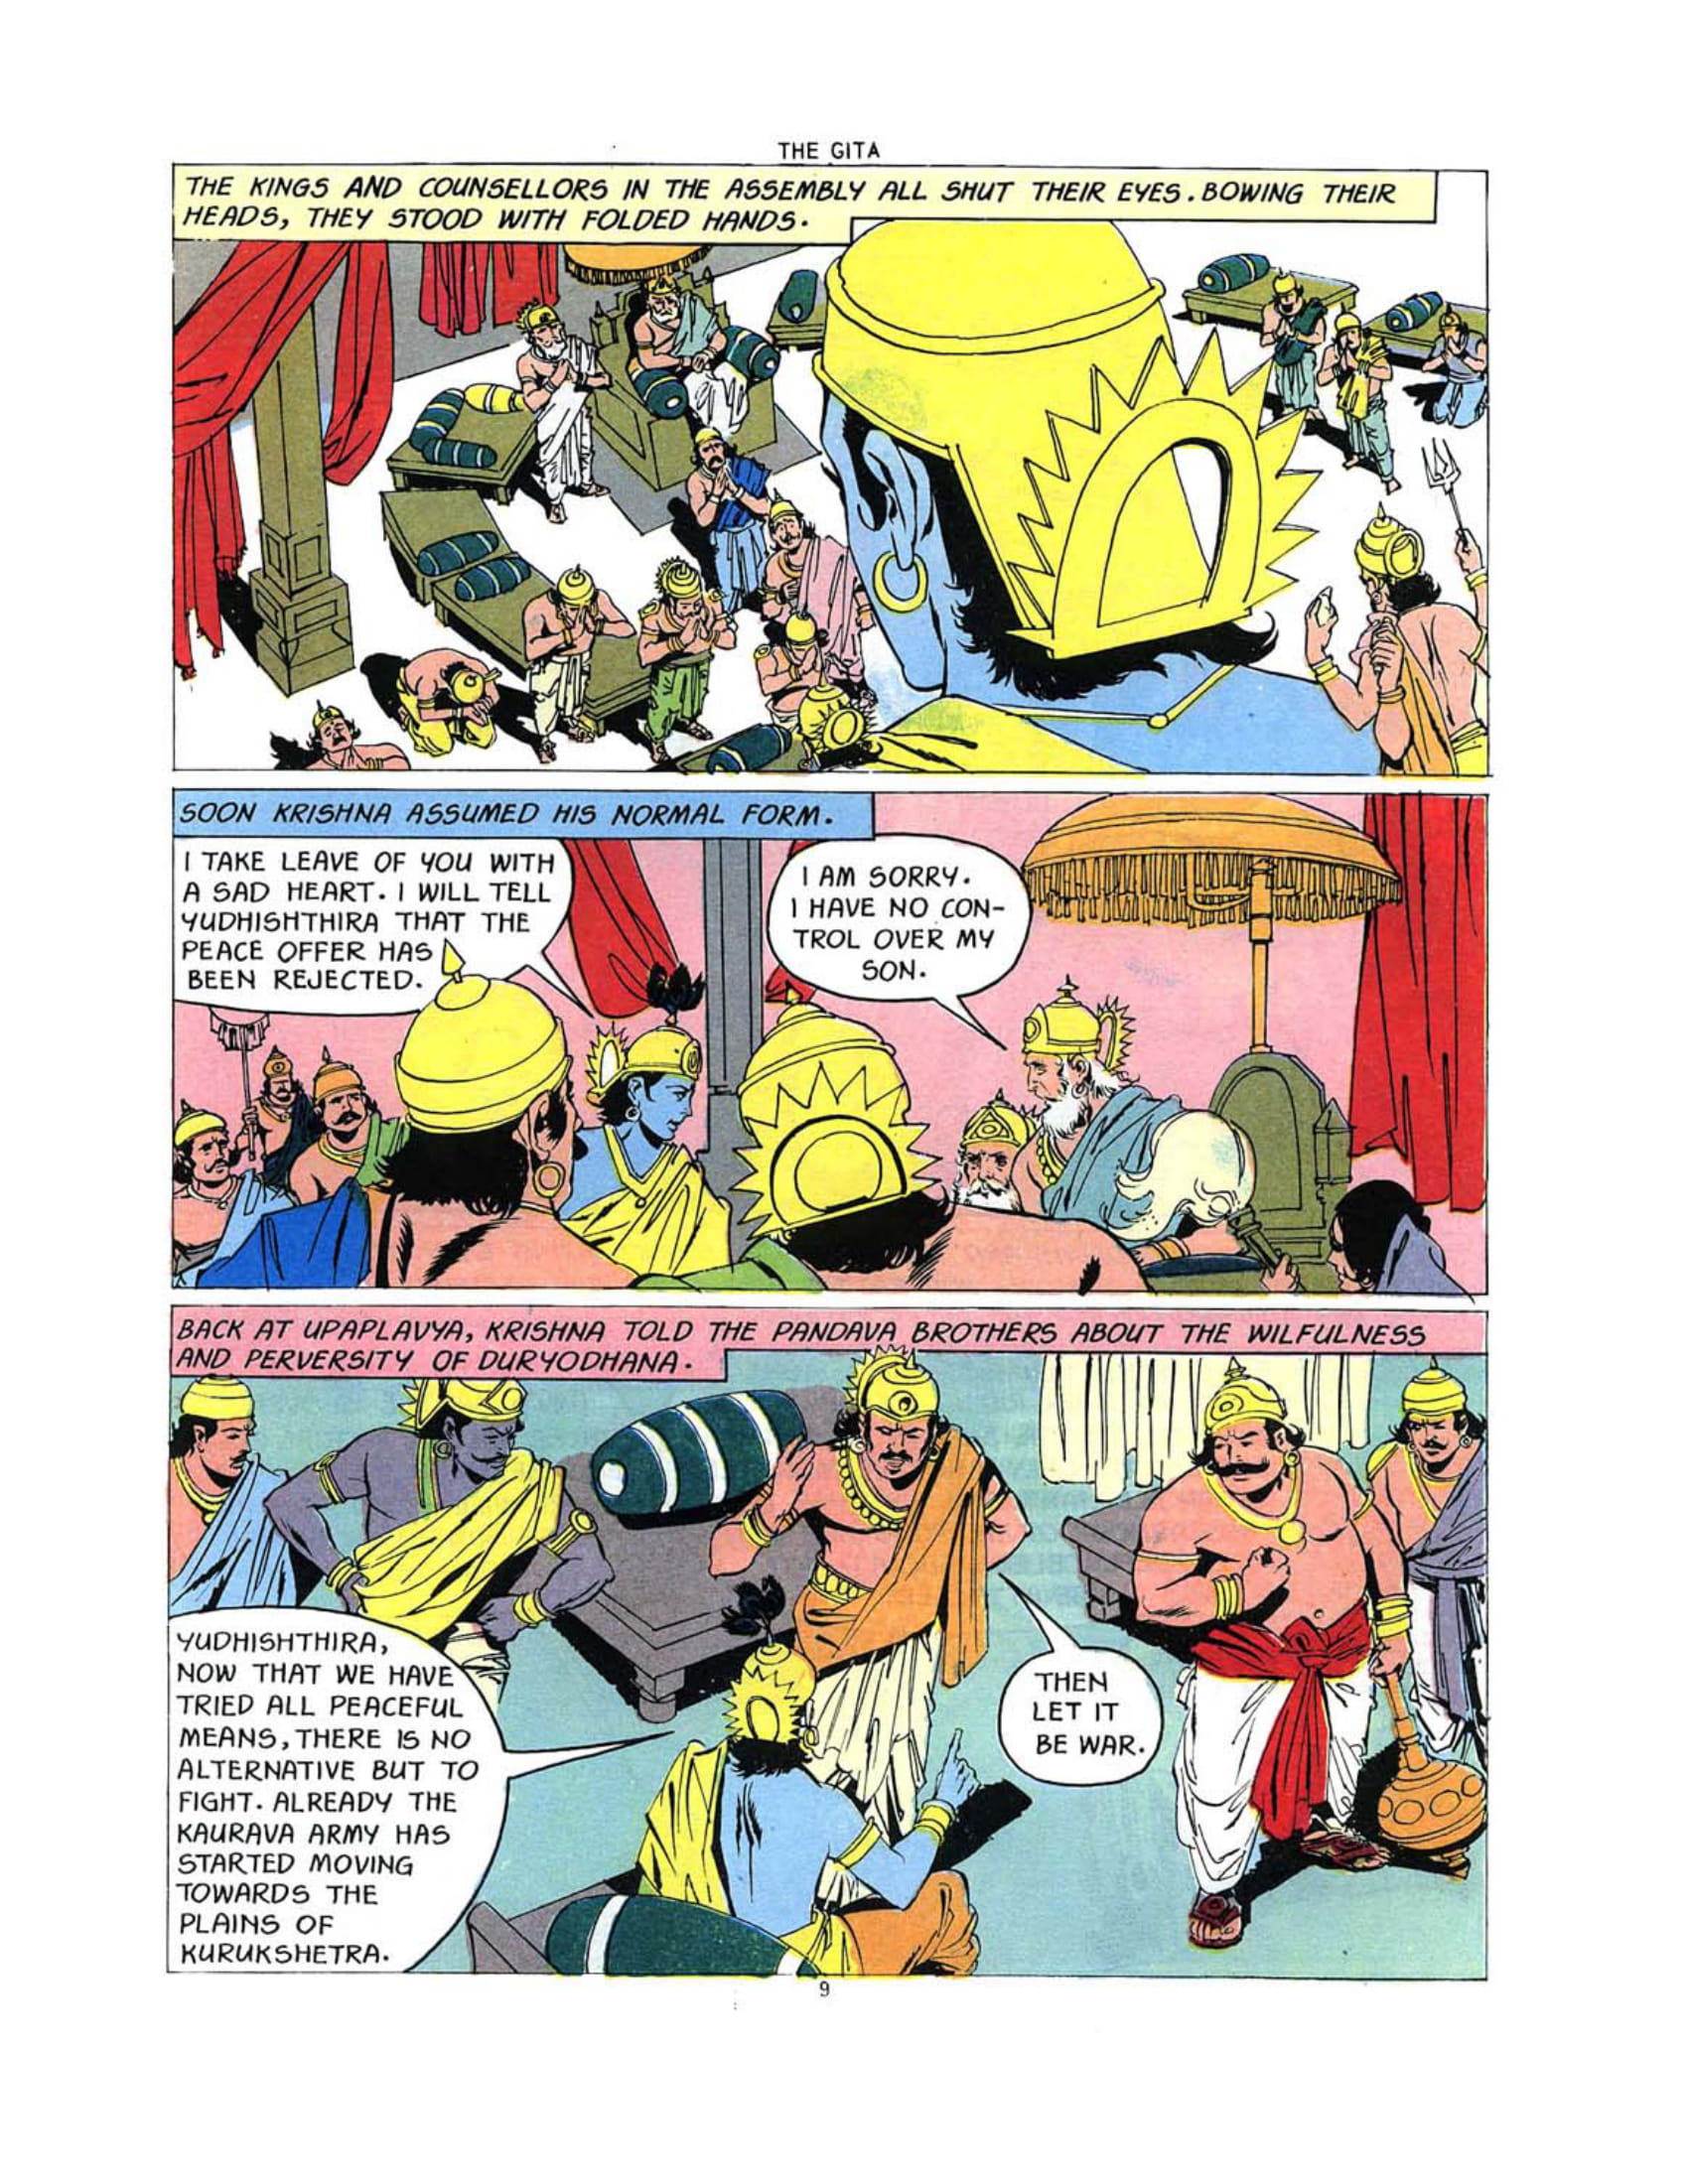 THE GITA
THE KINGS AND COUNSELLORS IN THE ASSEMBLY ALL SHUT THEIR EYES. BOWING THEIR
HEADS, THEY STOOD WITH FOLDED HANDS.
SOON KRISHNA ASSUMED HIS NORMAL FORM.
I TAKE LEAVE OF YOU WITH
A SAD HEART. I WILL TELL
YUDHISHTHIRA THAT THE
PEACE OFFER HAS
BEEN REJECTED.
I AM SORRY.
I HAVE NO CON-
TROL OVER MY
SON.
BACK AT UPAPLAVYA, KRISHNA TOLD THE PANDAVA BROTHERS ABOUT THE WILFULNESS
AND PERVERSITY OF DURYODHANA.
YUDHISHTHIRA,
NOW THAT WE HAVE
TRIED ALL PEACEFUL
MEANS, THERE IS NO
ALTERNATIVE BUT TO
FIGHT. ALREADY THE
KAURAVA ARMY HAS
STARTED MOVING
TOWARDS THE
PLAINS OF
KURUKSHETRA.
THEN
LET IT
BE WAR.
9